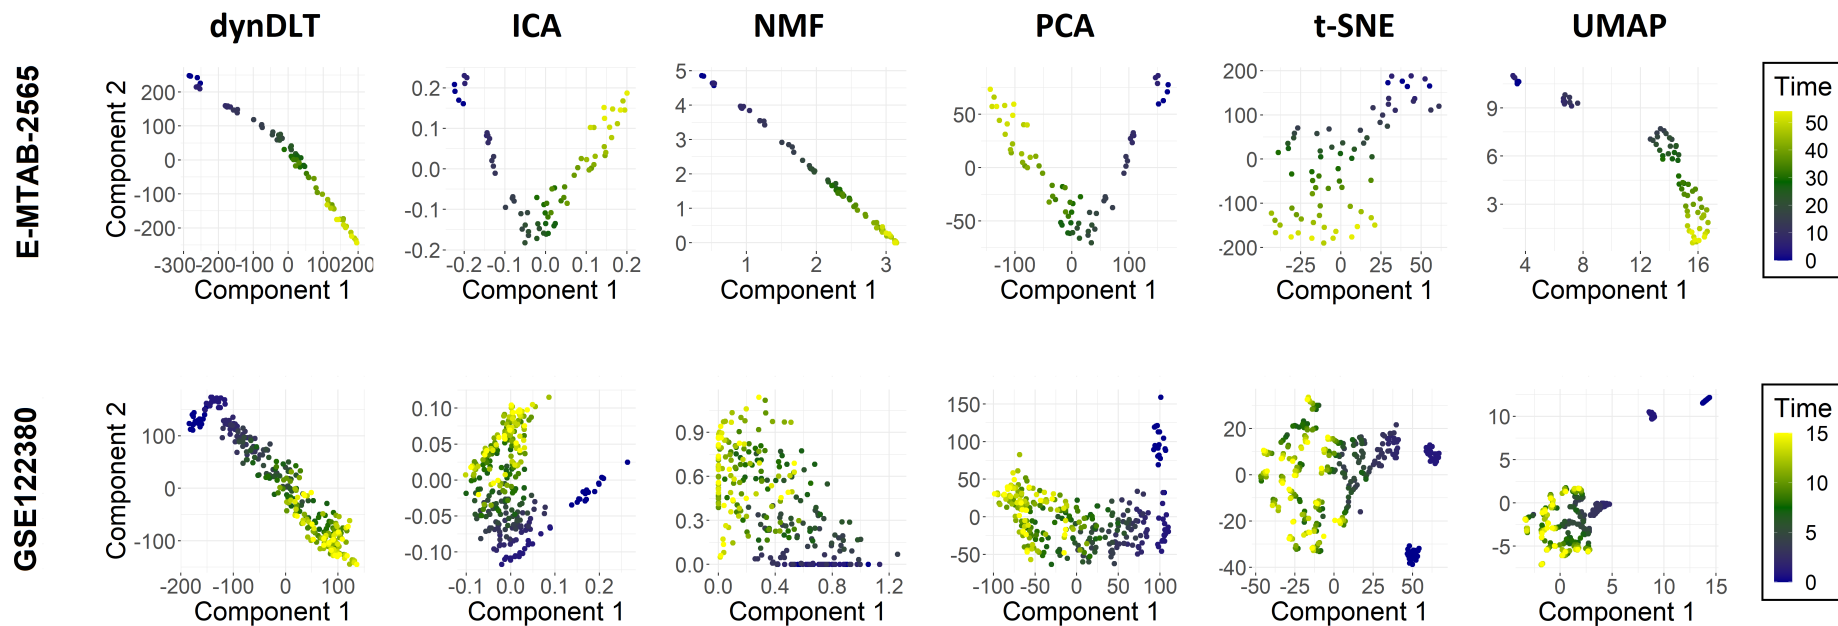 dynDLT ICA NMF PCA t-SNE UMAP
E-MTAB-2565
Component 2
200
100
0
-100
-200
-300-200-100 0 100200
Component 1
0.2
0.1
0.0
-0.1
-0.2
-0.2 -0.1 0.0 0.1 0.2
Component 1
5
4
3
2
1
0
1 2 3
Component 1
50
0
-50
-100 0 100
Component 1
200
100
0
-100
-200
-25 0 25 50
Component 1
9
6
3
4 8 12 16
Component 1
Time
50
40
30
20
10
0
GSE122380
Component 2
100
0
-100
-200 -100 0 100
Component 1
0.10
0.05
0.00
-0.05
-0.10
-0.1 0.0 0.1 0.2
Component 1
0.9
0.6
0.3
0.0
0.0 0.4 0.8 1.2
Component 1
150
100
50
0
-50
-100 -50 0 50 100
Component 1
20
0
-20
-40
-50 -25 0 25 50
Component 1
10
5
0
-5
0 5 10 15
Component 1
Time
15
10
5
0